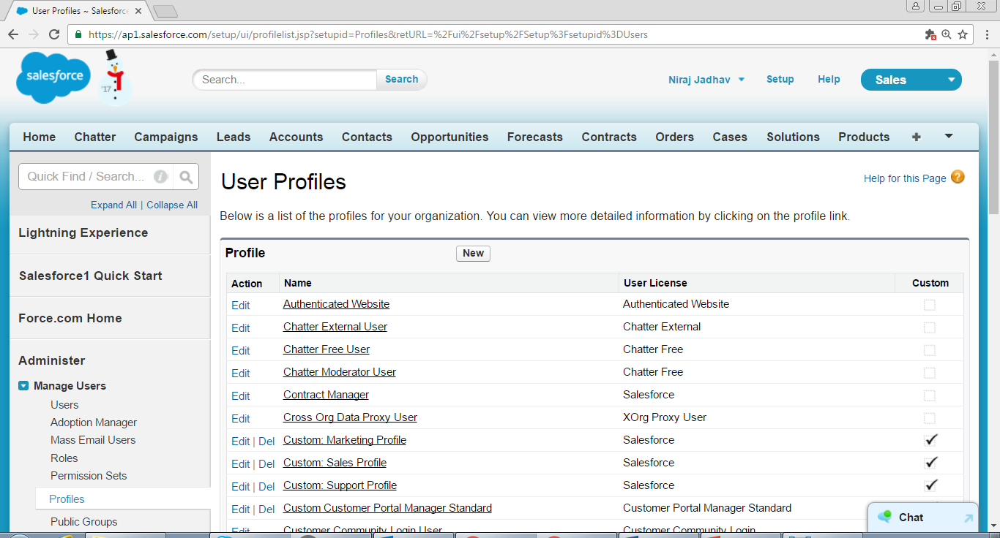 User Profiles ~ Salesforc
https://ap1.salesforce.com/setup/ui/profilelist.jsp?setupid=Profiles&retURL=%2Fui%2Fsetup%2FSetup%3Fsetupid%3DUsers
salesforce
'17
Search...
Search
Niraj Jadhav
Setup
Help
Sales
Home Chatter Campaigns Leads Accounts Contacts Opportunities Forecasts Contracts Orders Cases Solutions Products +
Quick Find / Search...
Expand All | Collapse All
Lightning Experience
Salesforce1 Quick Start
Force.com Home
Administer
Manage Users
Users
Adoption Manager
Mass Email Users
Roles
Permission Sets
Profiles
Public Groups
User Profiles
Help for this Page ?
Below is a list of the profiles for your organization. You can view more detailed information by clicking on the profile link.
Profile
New
Action Name User License Custom
Edit Authenticated Website Authenticated Website
Edit Chatter External User Chatter External
Edit Chatter Free User Chatter Free
Edit Chatter Moderator User Chatter Free
Edit Contract Manager Salesforce
Edit Cross Org Data Proxy User XOrg Proxy User
Edit | Del Custom: Marketing Profile Salesforce
Edit | Del Custom: Sales Profile Salesforce
Edit | Del Custom: Support Profile Salesforce
Edit | Del Custom Customer Portal Manager Standard Customer Portal Manager Standard
Edit Customer Community Login User Customer Community Login
Chat